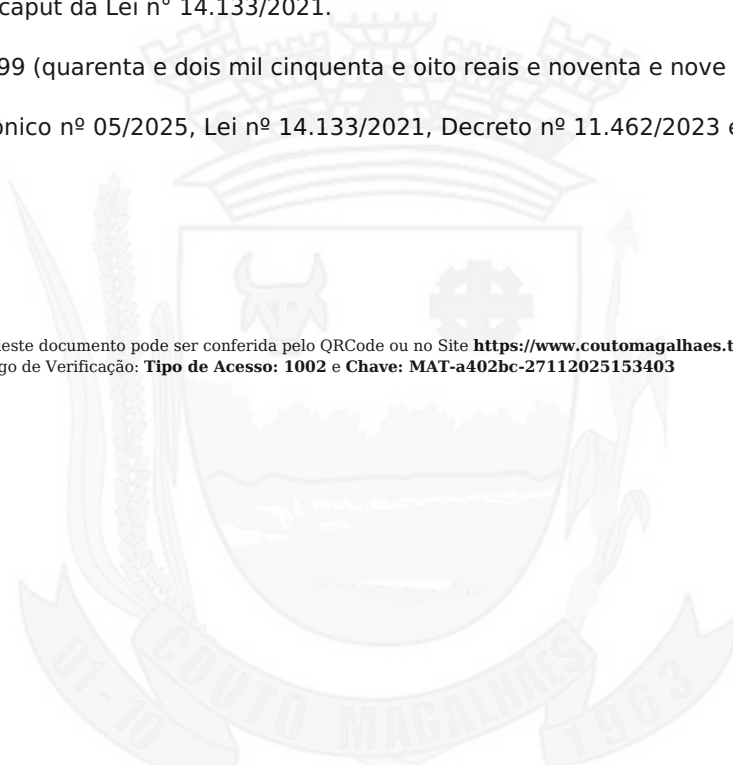 caput da Lei n° 14.133/2021.
99 (quarenta e dois mil cinquenta e oito reais e noventa e nove
ônico nº 05/2025, Lei nº 14.133/2021, Decreto nº 11.462/2023 e
deste documento pode ser conferida pelo QRCode ou no Site https://www.coutomagalhaes.t
go de Verificação: Tipo de Acesso: 1002 e Chave: MAT-a402bc-27112025153403
01-10 COUTO MAGALHAES 1963